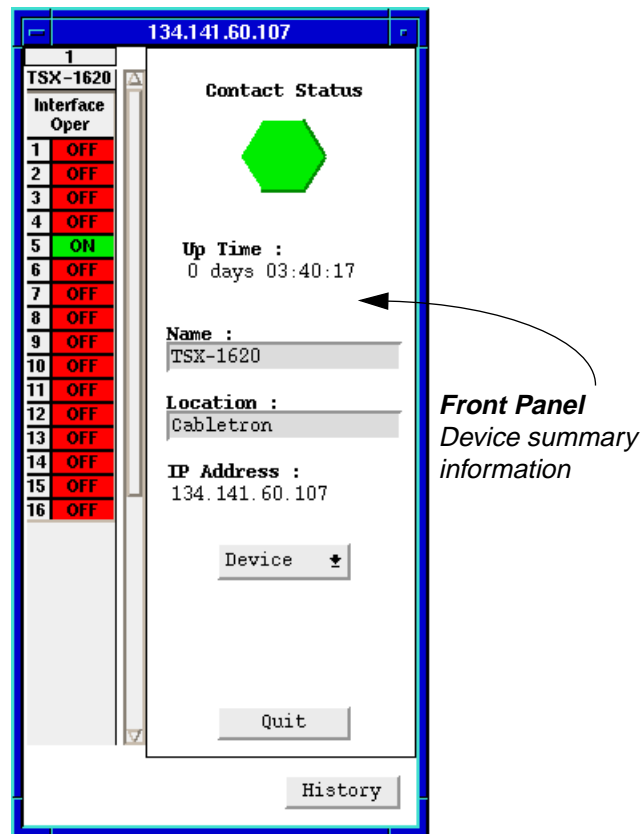 134.141.60.107
1
TSX-1620
Interface
Oper
1 OFF
2 OFF
3 OFF
4 OFF
5 ON
6 OFF
7 OFF
8 OFF
9 OFF
10 OFF
11 OFF
12 OFF
13 OFF
14 OFF
15 OFF
16 OFF
Contact Status
Up Time :
0 days 03:40:17
Name :
TSX-1620
Location :
Cabletron
IP Address :
134.141.60.107
Device
Quit
History
Front Panel
Device summary
information